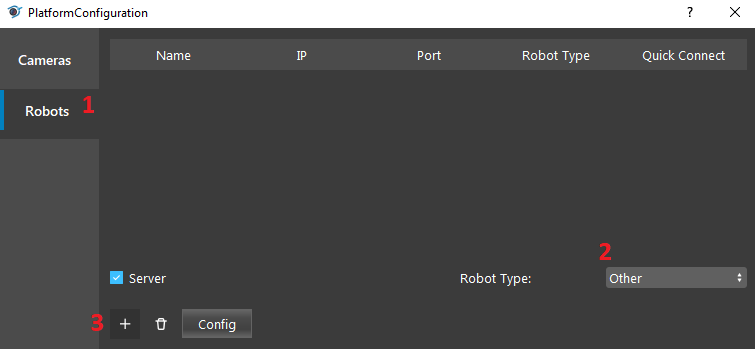 PlatformConfiguration ?
Cameras
Name IP Port Robot Type Quick Connect
Robots 1
2
Server Robot Type: Other
3 + Config